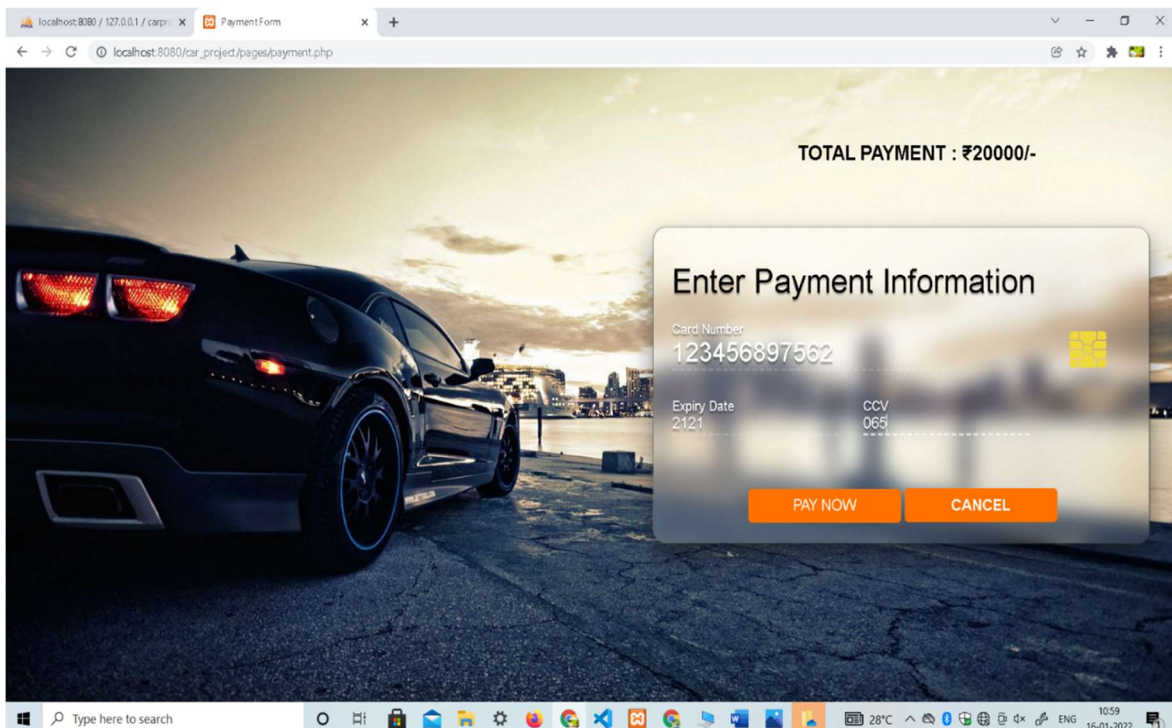 localhost:8080 / 127.0.0.1 / carpro
Payment Form
localhost:8080/car_project/pages/payment.php
TOTAL PAYMENT : ₹20000/-
Enter Payment Information
Card Number
123456897562
Expiry Date
CCV
2121
065
PAY NOW
CANCEL
Type here to search
28°C
ENG
10:59
16-01-2022